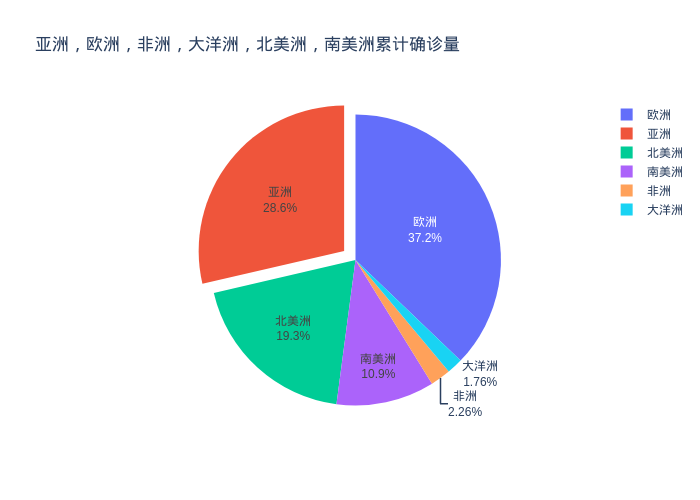 亚洲，欧洲，非洲，大洋洲，北美洲，南美洲累计确诊量
欧洲
亚洲
北美洲
南美洲
非洲
大洋洲
亚洲
28.6%
欧洲
37.2%
北美洲
19.3%
南美洲
10.9%
大洋洲
1.76%
非洲
2.26%